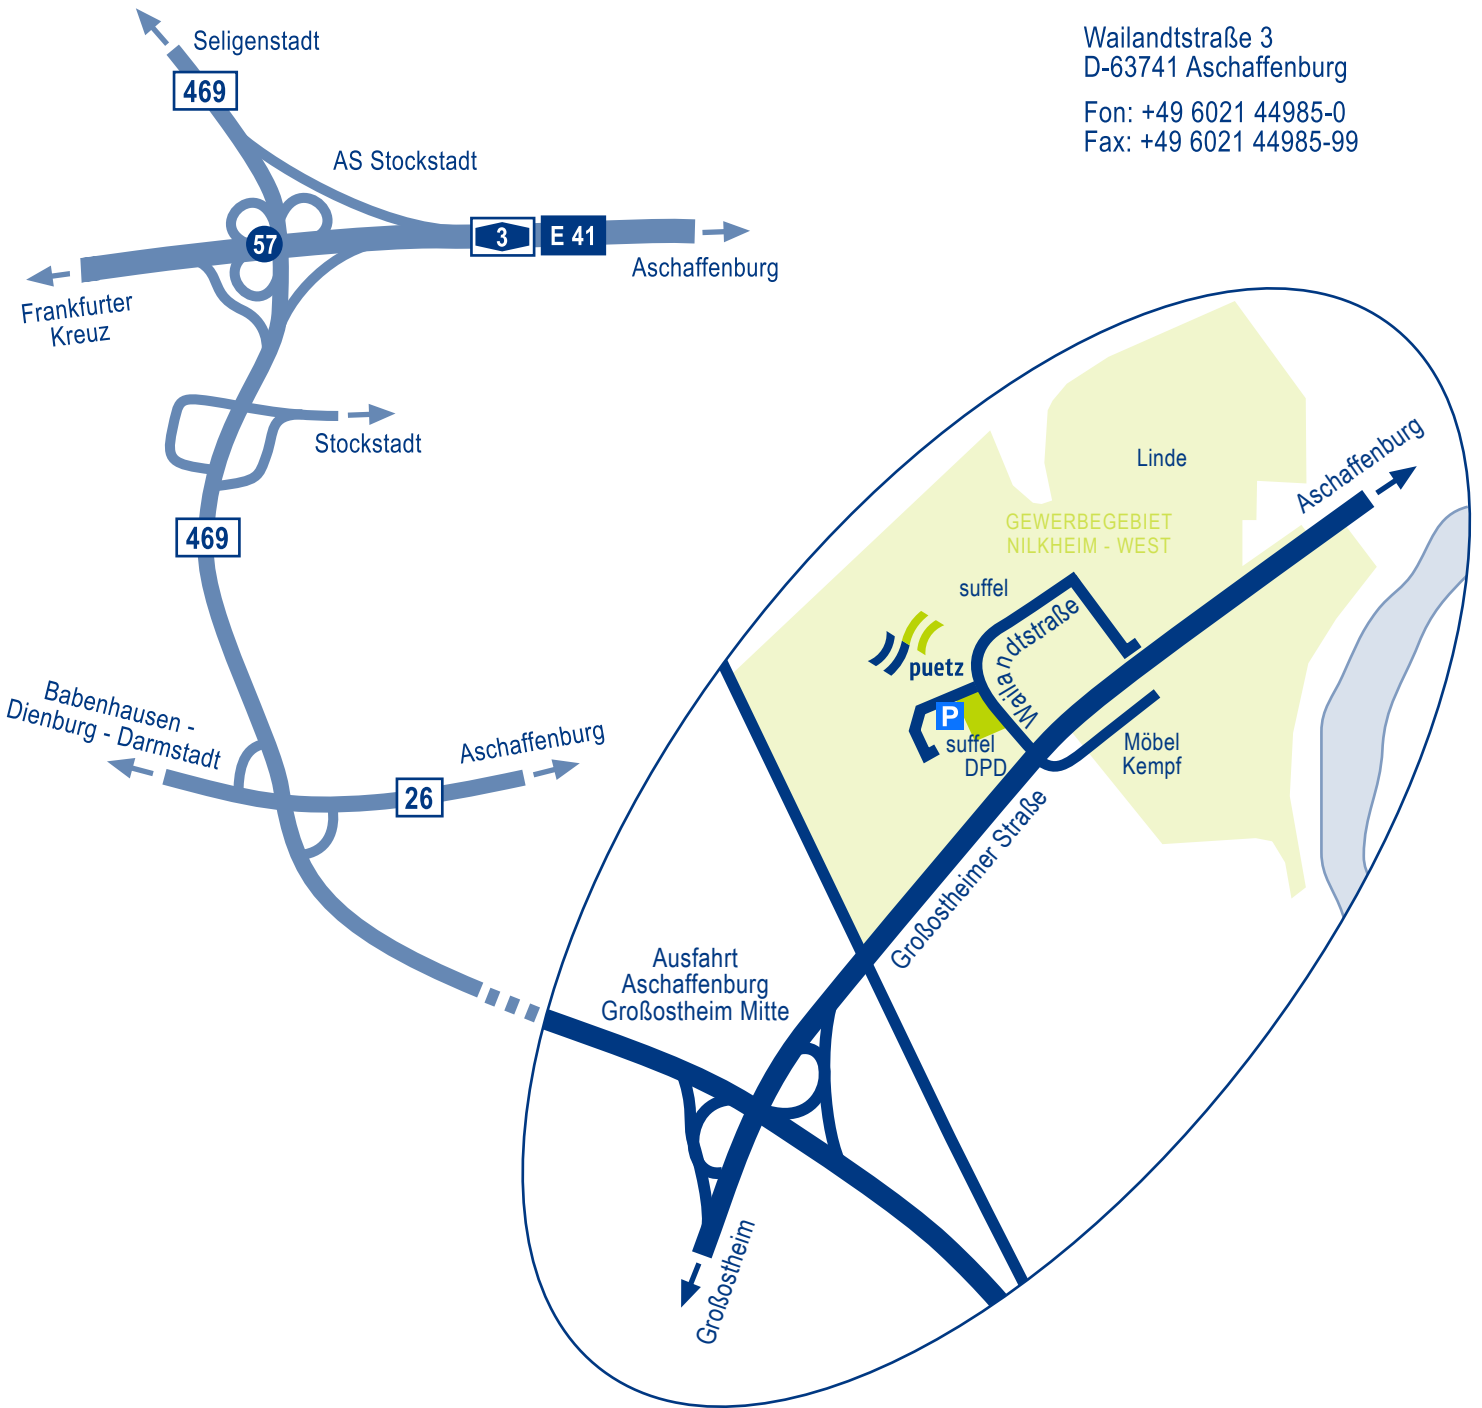 Wailandtstraße 3
D-63741 Aschaffenburg
Fon: +49 6021 44985-0
Fax: +49 6021 44985-99
Seligenstadt
469
AS Stockstadt
57
3
E 41
Aschaffenburg
Frankfurter
Kreuz
Stockstadt
469
Babenhausen -
Dienburg - Darmstadt
Aschaffenburg
26
Linde
Aschaffenburg
GEWERBEGEBIET
NILKHEIM - WEST
suffel
Wailandtstraße
puetz
P
suffel
DPD
Möbel
Kempf
Großostheimer Straße
Ausfahrt
Aschaffenburg
Großostheim Mitte
Großostheim